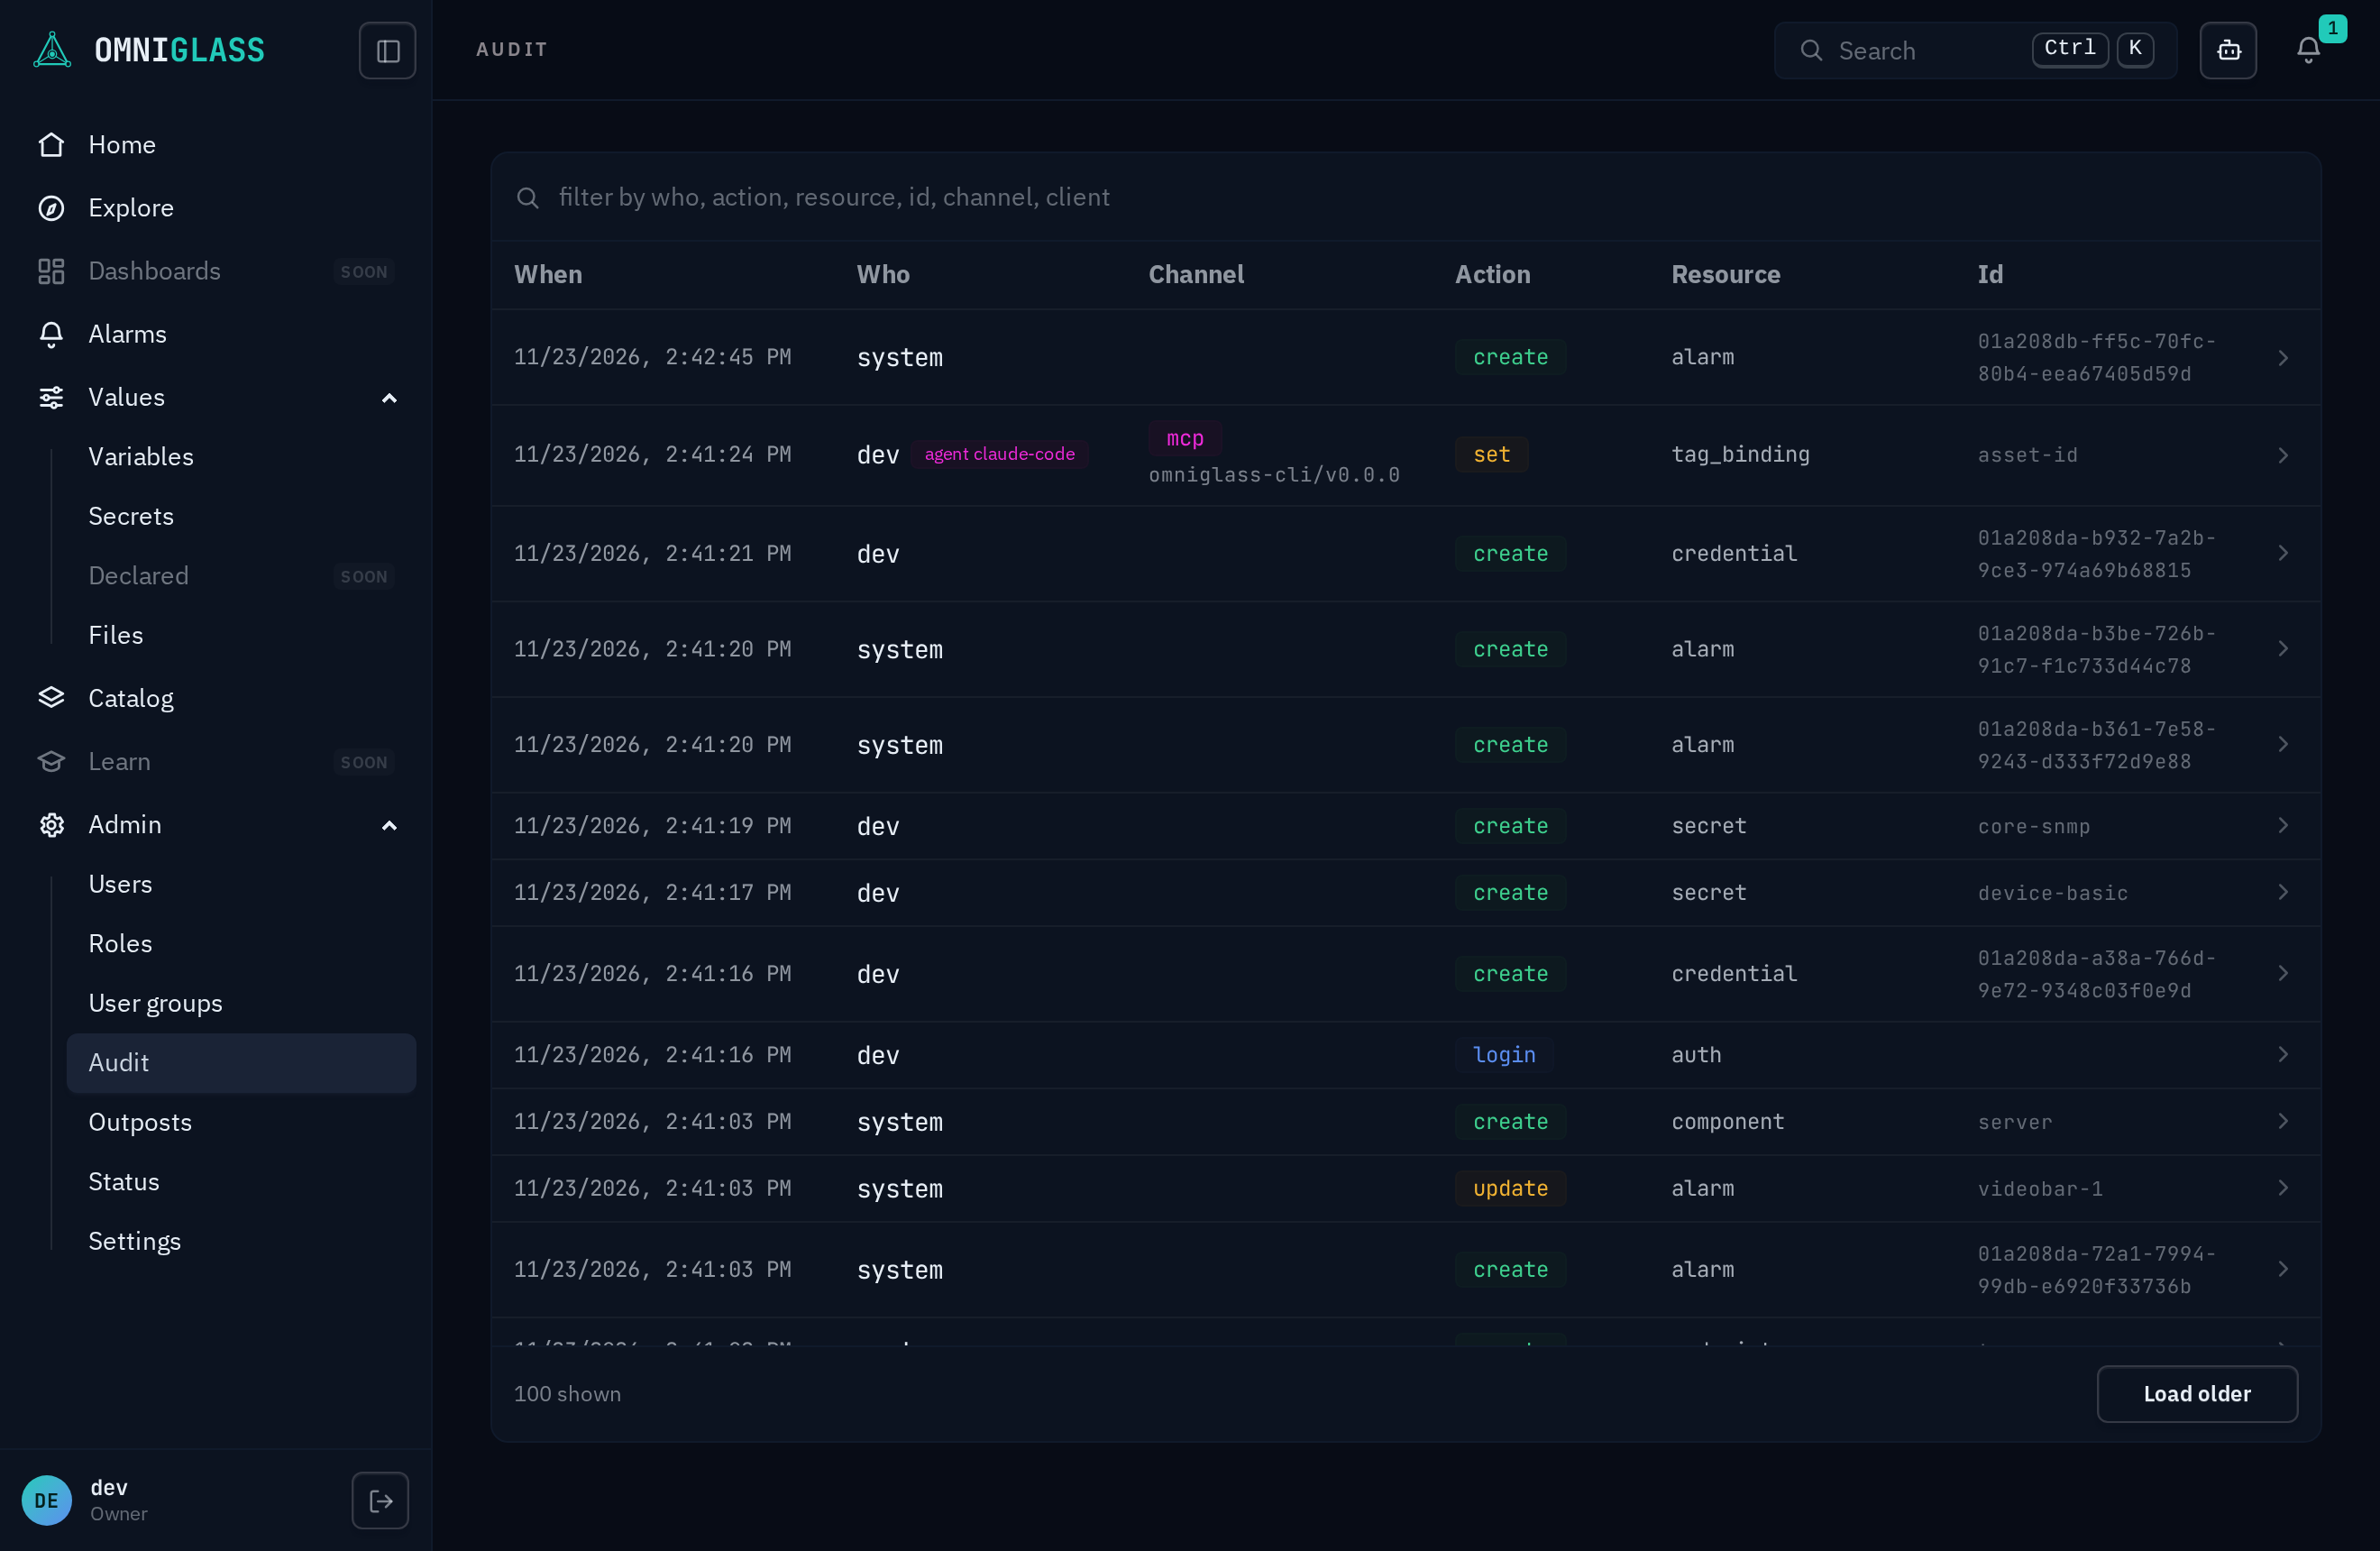 OMNIGLASS
AUDIT
Search Ctrl K
1
Home
Explore
Dashboards SOON
Alarms
Values
Variables
Secrets
Declared SOON
Files
Catalog
Learn SOON
Admin
Users
Roles
User groups
Audit
Outposts
Status
Settings
DE dev
Owner
filter by who, action, resource, id, channel, client
When Who Channel Action Resource Id
11/23/2026, 2:42:45 PM system create alarm 01a208db-ff5c-70fc-
80b4-eea67405d59d
11/23/2026, 2:41:24 PM dev agent claude-code mcp set tag_binding asset-id
omniglass-cli/v0.0.0
11/23/2026, 2:41:21 PM dev create credential 01a208da-b932-7a2b-
9ce3-974a69b68815
11/23/2026, 2:41:20 PM system create alarm 01a208da-b3be-726b-
91c7-f1c733d44c78
11/23/2026, 2:41:20 PM system create alarm 01a208da-b361-7e58-
9243-d333f72d9e88
11/23/2026, 2:41:19 PM dev create secret core-snmp
11/23/2026, 2:41:17 PM dev create secret device-basic
11/23/2026, 2:41:16 PM dev create credential 01a208da-a38a-766d-
9e72-9348c03f0e9d
11/23/2026, 2:41:16 PM dev login auth
11/23/2026, 2:41:03 PM system create component server
11/23/2026, 2:41:03 PM system update alarm videobar-1
11/23/2026, 2:41:03 PM system create alarm 01a208da-72a1-7994-
99db-e6920f33736b
100 shown
Load older